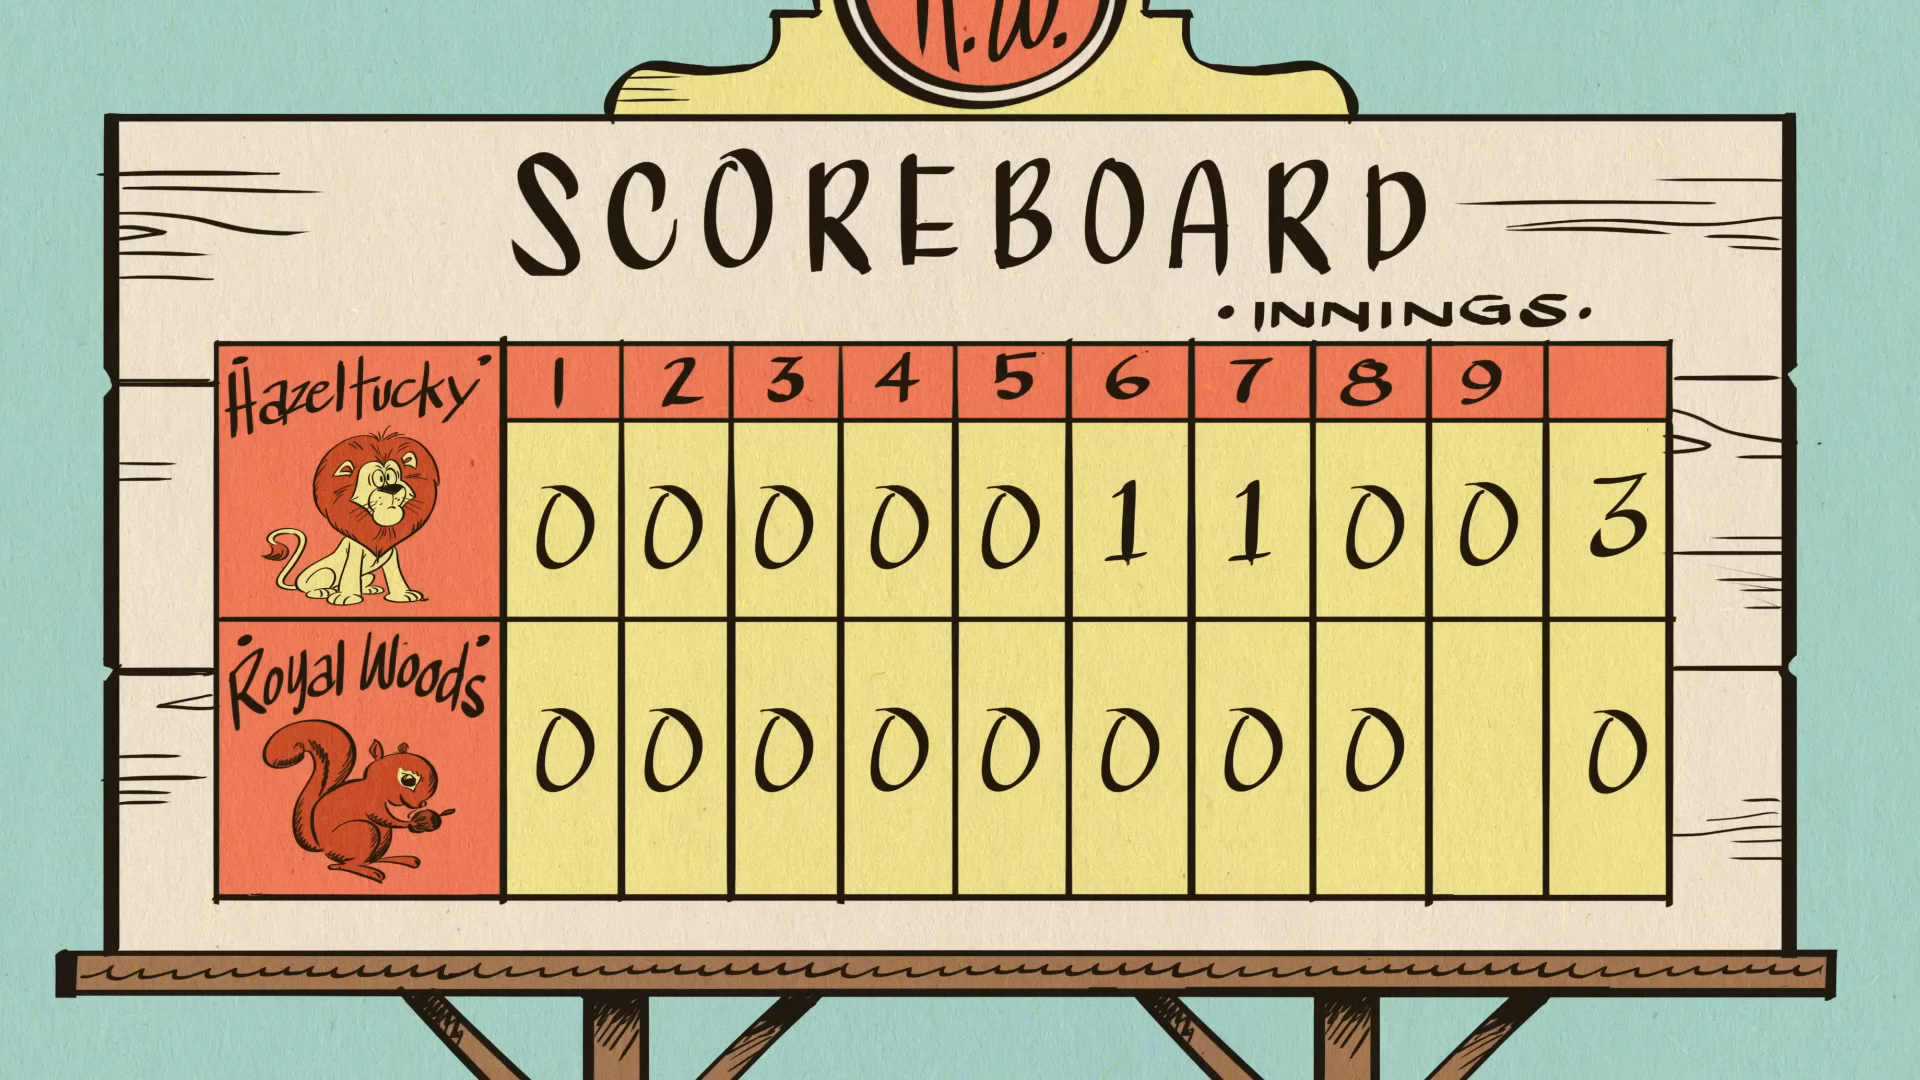 R.W.
SCOREBOARD
• INNINGS •
Hazeltucky 1 2 3 4 5 6 7 8 9
0 0 0 0 0 1 1 0 0 3
Royal Woods
0 0 0 0 0 0 0 0 0